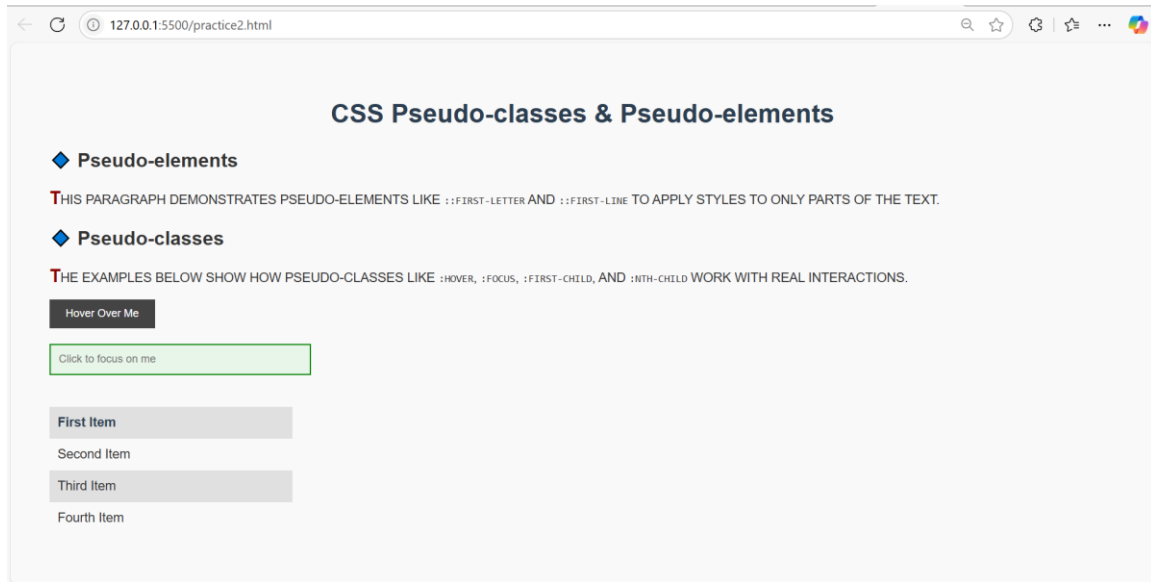 127.0.0.1:5500/practice2.html
CSS Pseudo-classes & Pseudo-elements
Pseudo-elements
THIS PARAGRAPH DEMONSTRATES PSEUDO-ELEMENTS LIKE ::FIRST-LETTER AND ::FIRST-LINE TO APPLY STYLES TO ONLY PARTS OF THE TEXT.
Pseudo-classes
THE EXAMPLES BELOW SHOW HOW PSEUDO-CLASSES LIKE :HOVER, :FOCUS, :FIRST-CHILD, AND :NTH-CHILD WORK WITH REAL INTERACTIONS.
Hover Over Me
Click to focus on me
First Item
Second Item
Third Item
Fourth Item